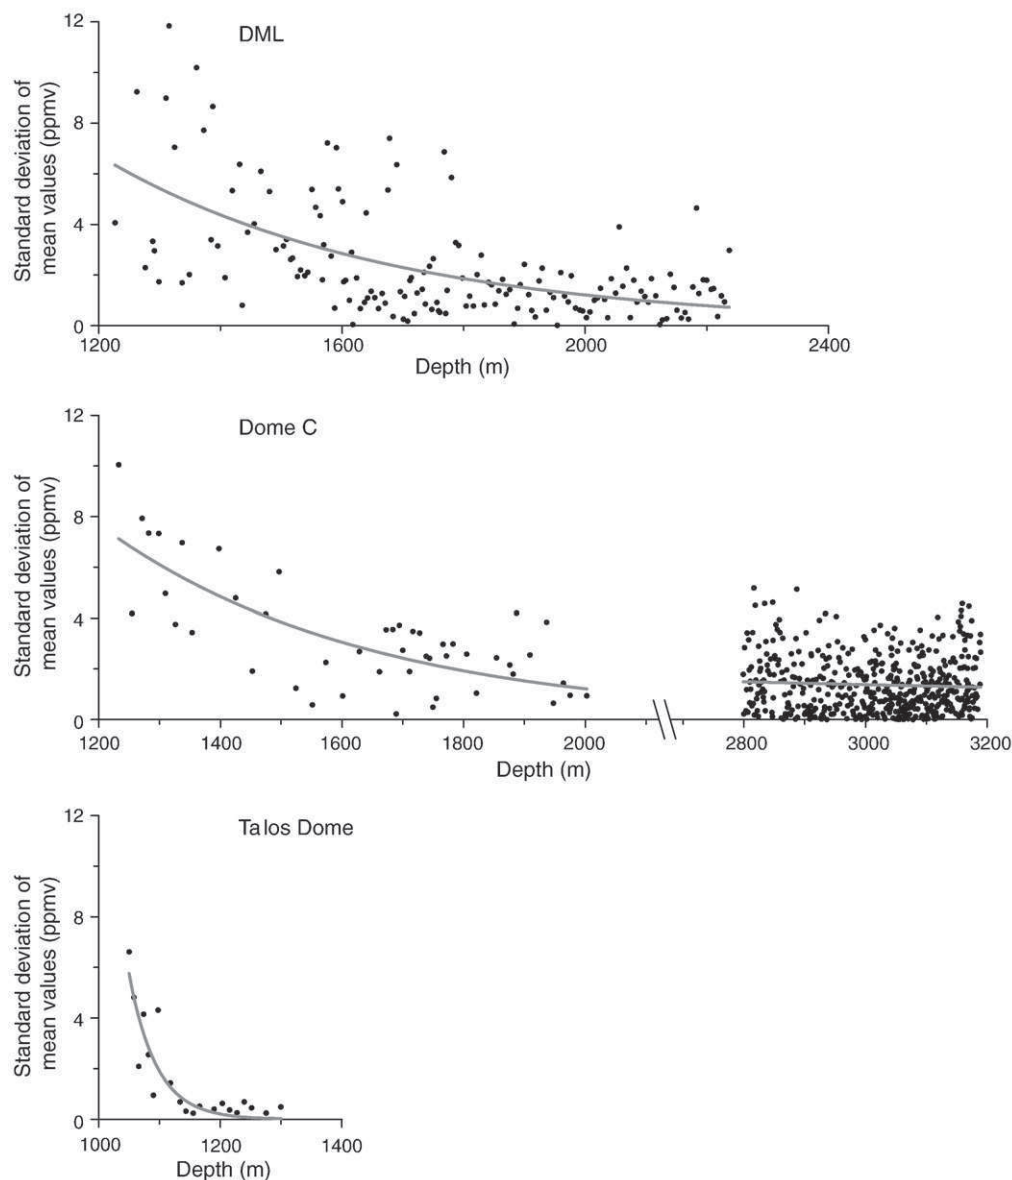 DML
Standard deviation of
mean values (ppmv)
12
8
4
0
1200
1600
2000
2400
Depth (m)
Dome C
Standard deviation of
mean values (ppmv)
12
8
4
0
1200
1400
1600
1800
2000
2800
3000
3200
Depth (m)
Talos Dome
Standard deviation of
mean values (ppmv)
12
8
4
0
1000
1200
1400
Depth (m)